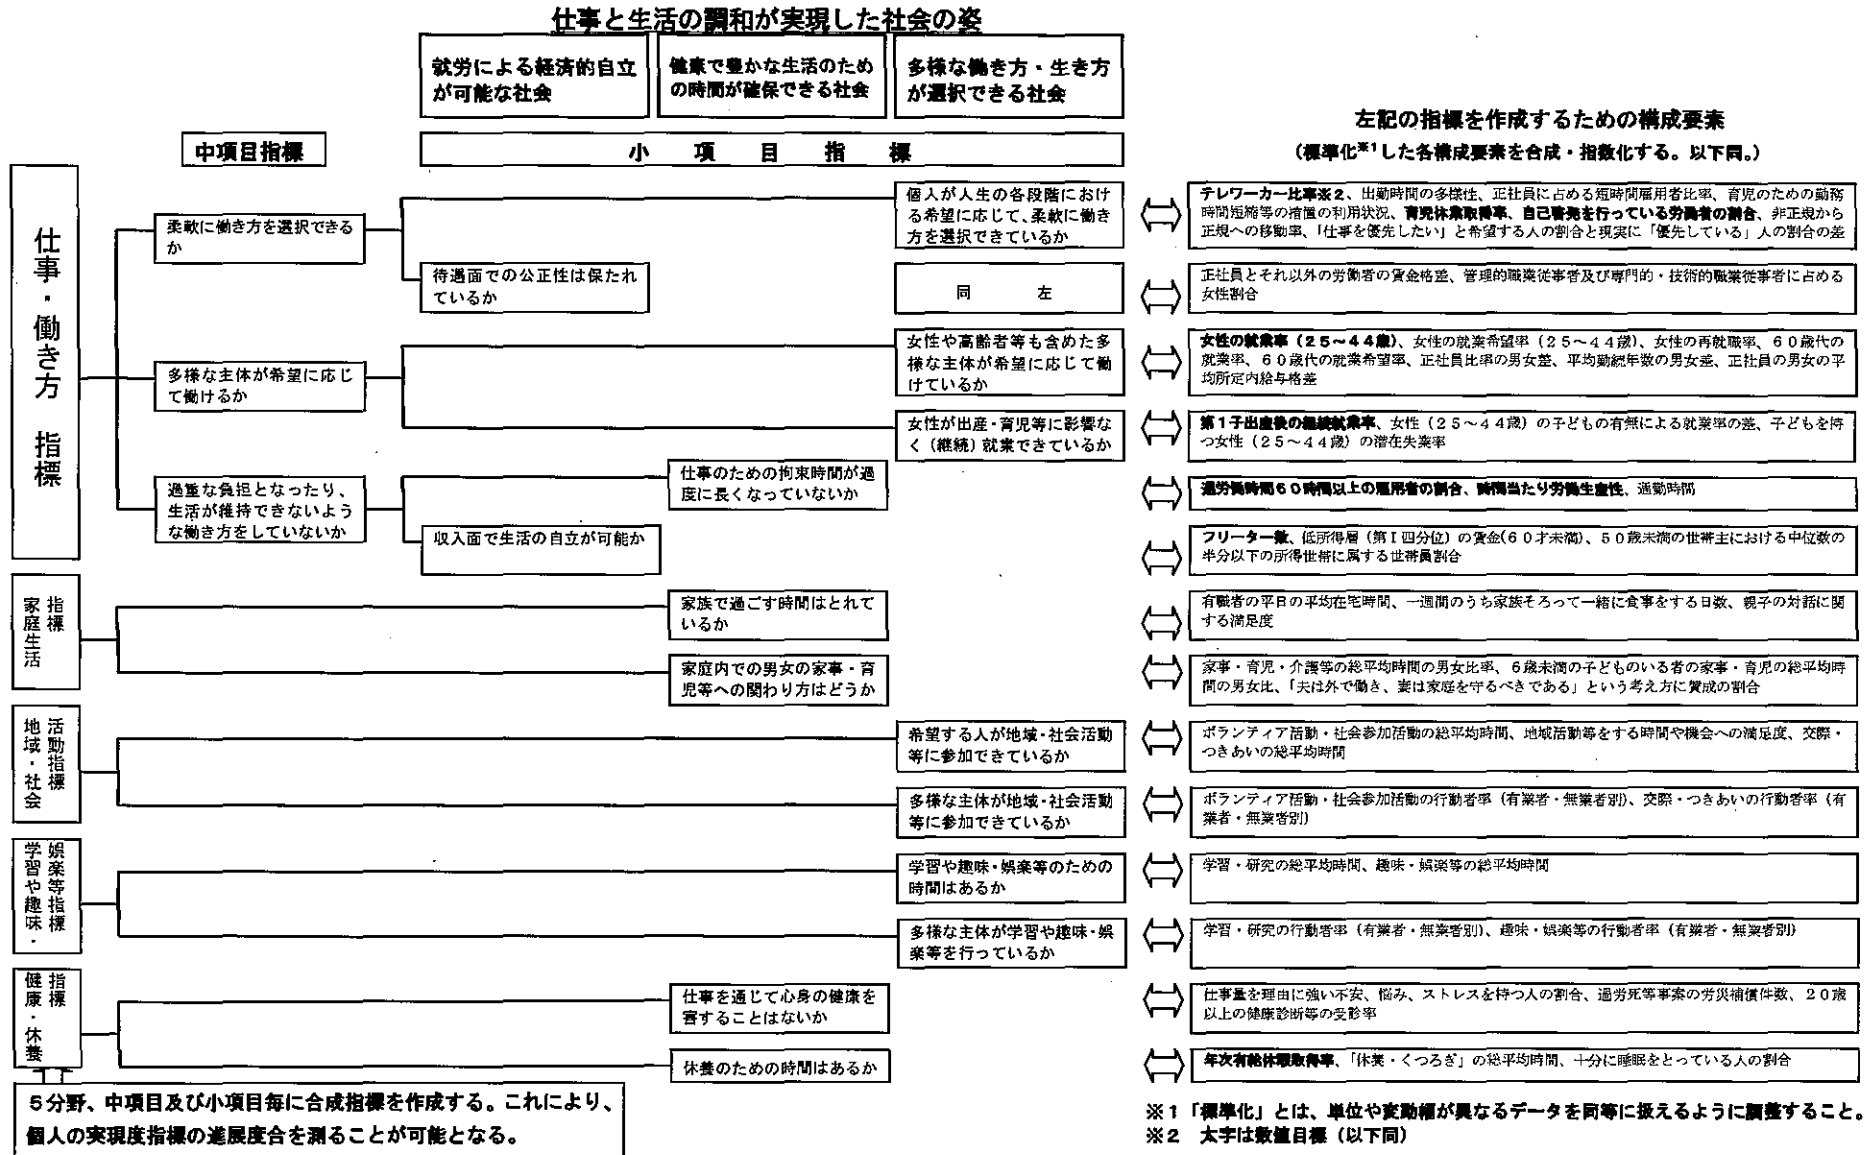 仕事と生活の調和が実現した社会の姿
就労による経済的自立
が可能な社会
健康で豊かな生活のため
の時間が確保できる社会
多様な働き方・生き方
が選択できる社会
左記の指標を作成するための構成要素
(標準化※1した各構成要素を合成・指数化する。以下同。)
中項目指標
小項目指標
仕事・働き方 指標
柔軟に働き方を選択できる
か
個人が人生の各段階におけ
る希望に応じて、柔軟に働き
方を選択できているか
テレワーカー比率※2、出勤時間の多様性、正社員に占める短時間雇用者比率、育児のための勤務
時間短縮等の措置の利用状況、育児休業取得率、自己啓発を行っている労働者の割合、非正規から
正規への移動率、「仕事を優先したい」と希望する人の割合と現実に「優先している」人の割合の差
待遇面での公正性は保たれ
ているか
同 左
正社員とそれ以外の労働者の賃金格差、管理的職業従事者及び専門的・技術的職業従事者に占める
女性割合
多様な主体が希望に応じ
て働けるか
女性や高齢者等も含めた多
様な主体が希望に応じて働
けているか
女性の就業率(25~44歳)、女性の就業希望率(25~44歳)、女性の再就職率、60歳代の
就業率、60歳代の就業希望率、正社員比率の男女差、平均勤続年数の男女差、正社員の男女の平
均所定内給与格差
女性が出産・育児等に影響な
く(継続)就業できているか
第1子出産後の継続就業率、女性(25~44歳)の子どもの有無による就業率の差、子どもを持
つ女性(25~44歳)の潜在失業率
過重な負担となったり、
生活が維持できないよう
な働き方をしていないか
仕事のための拘束時間が過
度に長くなっていないか
週労働時間60時間以上の雇用者の割合、時間当たり労働生産性、通勤時間
収入面で生活の自立が可能か
フリーター数、低所得層(第Ⅰ四分位)の賃金(60才未満)、50歳未満の世帯主における中位数の
半分以下の所得世帯に属する世帯員割合
家庭生活
指標
家族で過ごす時間はとれて
いるか
有職者の平日の平均在宅時間、一週間のうち家族そろって一緒に食事をする日数、親子の対話に関
する満足度
家庭内での男女の家事・育
児等への関わり方はどうか
家事・育児・介護等の総平均時間の男女比率、6歳未満の子どものいる者の家事・育児の総平均時
間の男女比、「夫は外で働き、妻は家庭を守るべきである」という考え方に賛成の割合
地域・社会
活動指標
希望する人が地域・社会活動
等に参加できているか
ボランティア活動・社会参加活動の総平均時間、地域活動等をする時間や機会への満足度、交際・
つきあいの総平均時間
多様な主体が地域・社会活動
等に参加できているか
ボランティア活動・社会参加活動の行動者率(有業者・無業者別)、交際・つきあいの行動者率(有
業者・無業者別)
学習や趣味・
娯楽等指標
学習や趣味・娯楽等のための
時間はあるか
学習・研究の総平均時間、趣味・娯楽等の総平均時間
多様な主体が学習や趣味・娯
楽等を行っているか
学習・研究の行動者率(有業者・無業者別)、趣味・娯楽等の行動者率(有業者・無業者別)
健康・休養
指標
仕事を通じて心身の健康を
害することはないか
仕事量を理由に強い不安、悩み、ストレスを持つ人の割合、過労死等事案の労災補償件数、20歳
以上の健康診断等の受診率
休養のための時間はあるか
年次有給休暇取得率、「休養・くつろぎ」の総平均時間、十分に睡眠をとっている人の割合
5分野、中項目及び小項目毎に合成指標を作成する。これにより、
個人の実現度指標の進展度合を測ることが可能となる。
※1「標準化」とは、単位や変動幅が異なるデータを同等に扱えるように調整すること。
※2 太字は数値目標(以下同)